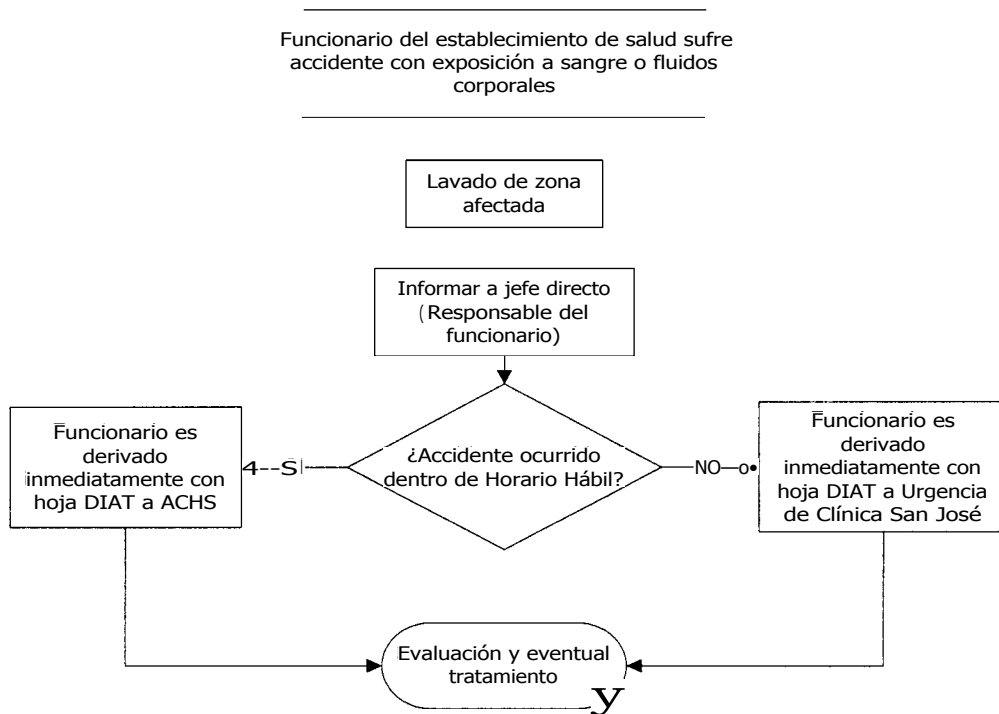 Funcionario del establecimiento de salud sufre
accidente con exposición a sangre o fluidos
corporales
Lavado de zona
afectada
Informar a jefe directo
(Responsable del
funcionario)
¿Accidente ocurrido
dentro de Horario Hábil?
4--SI
NO—o•
Funcionario es
derivado
inmediatamente con
hoja DIAT a ACHS
Funcionario es
derivado
inmediatamente con
hoja DIAT a Urgencia
de Clínica San José
Evaluación y eventual
tratamiento
y